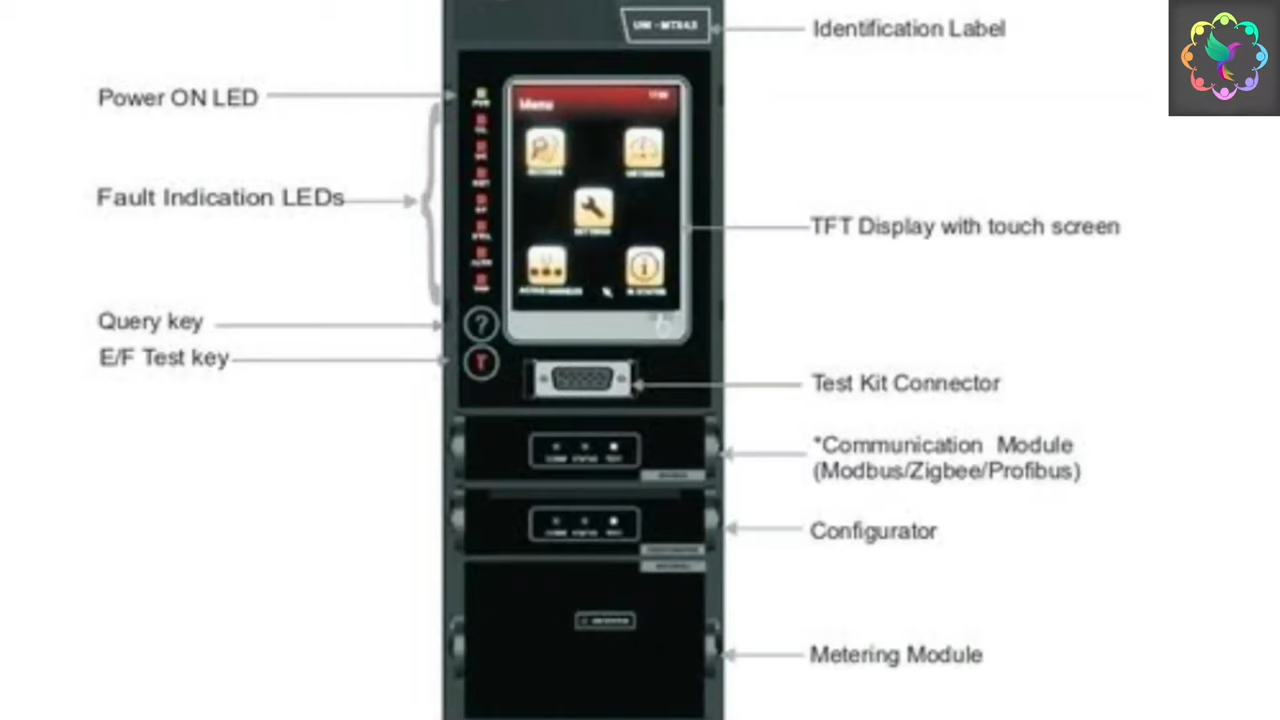 Identification Label
Power ON LED
Menu
Fault Indication LEDs
TFT Display with touch screen
Query key
?
E/F Test key
T
Test Kit Connector
*Communication Module
(Modbus/Zigbee/Profibus)
Configurator
Metering Module